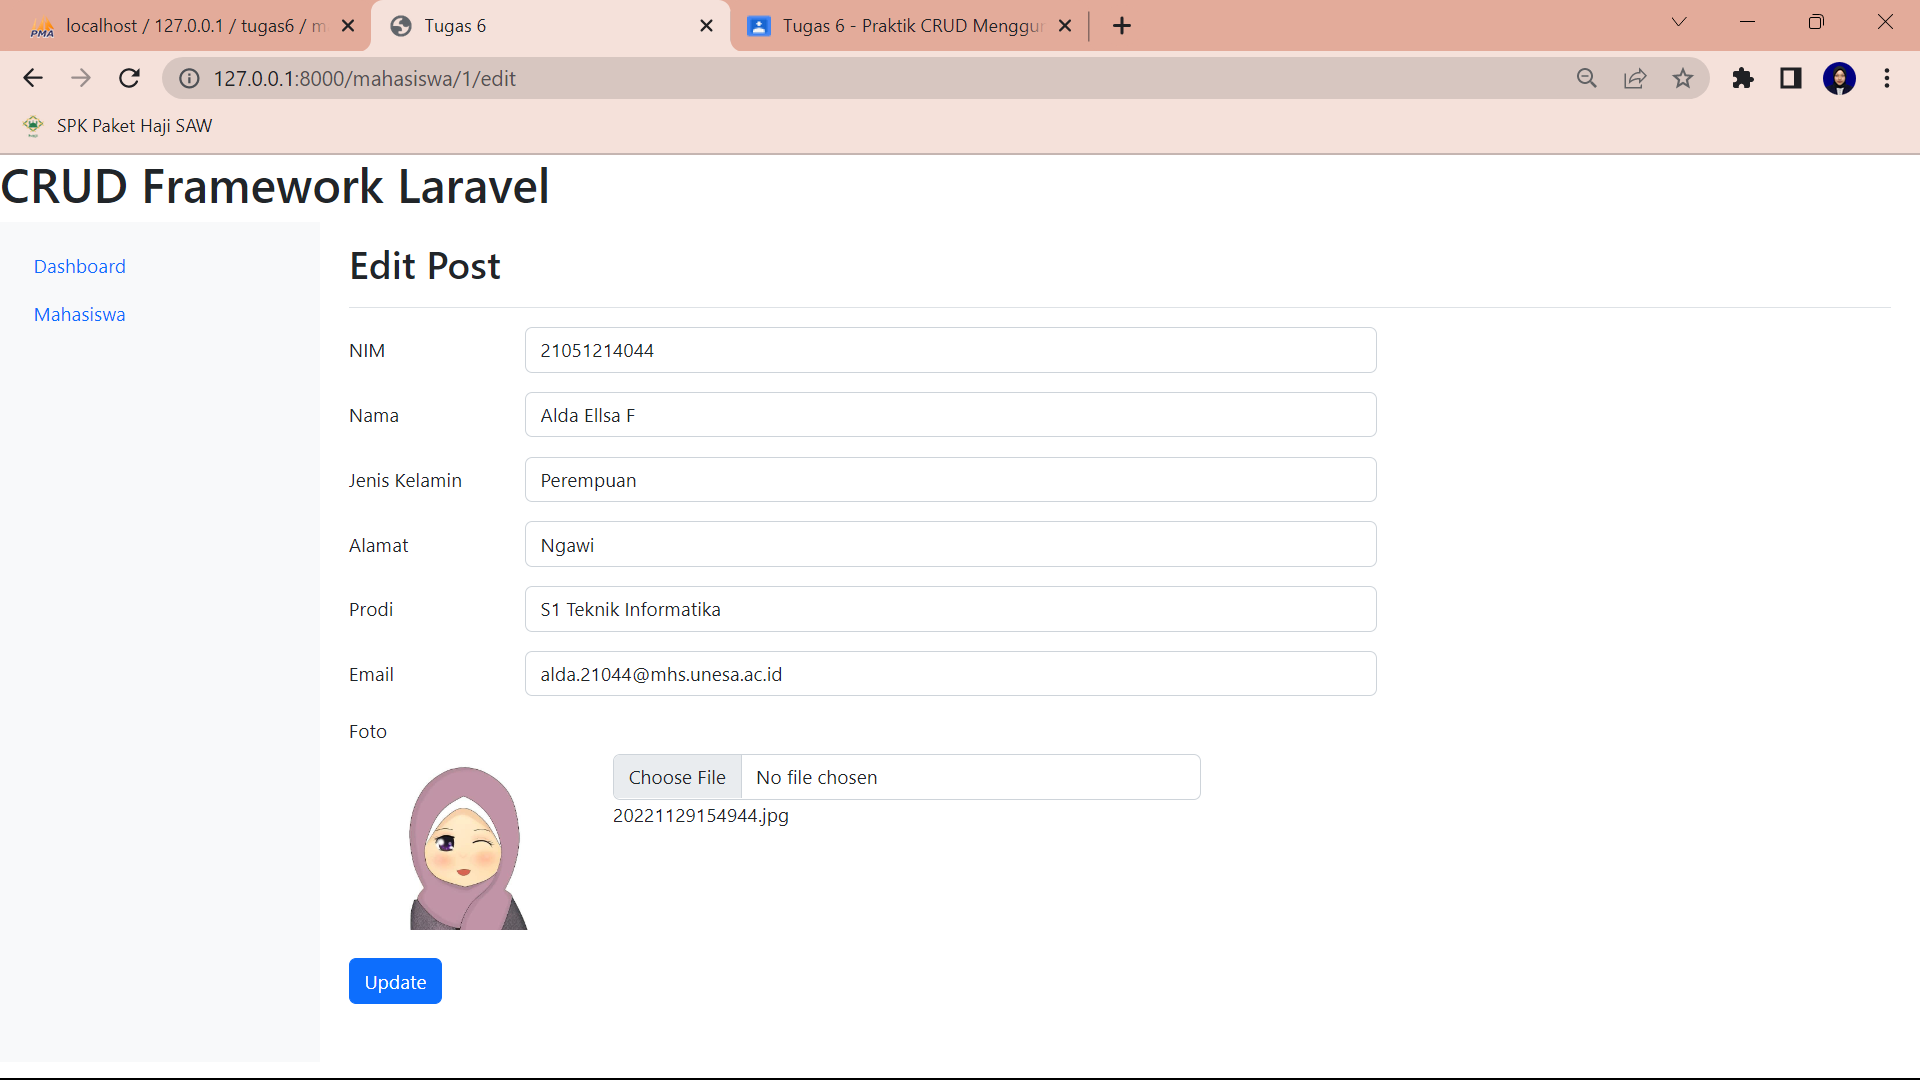 localhost / 127.0.0.1 / tugas6 / m
Tugas 6
Tugas 6 - Praktik CRUD Menggur
127.0.0.1:8000/mahasiswa/1/edit
SPK Paket Haji SAW
CRUD Framework Laravel
Dashboard
Mahasiswa
Edit Post
NIM 21051214044
Nama Alda Ellsa F
Jenis Kelamin Perempuan
Alamat Ngawi
Prodi S1 Teknik Informatika
Email alda.21044@mhs.unesa.ac.id
Foto
Choose File No file chosen
20221129154944.jpg
Update